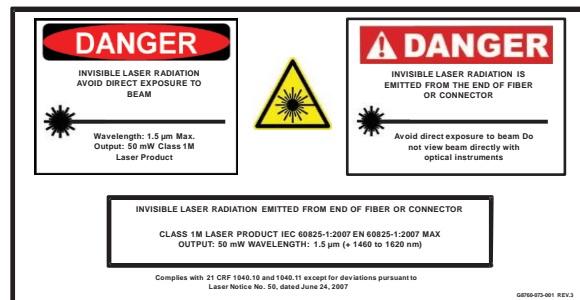 DANGER
INVISIBLE LASER RADIATION
AVOID DIRECT EXPOSURE TO
BEAM
Wavelength: 1.5 µm Max.
Output: 50 mW Class 1M
Laser Product
DANGER
INVISIBLE LASER RADIATION IS
EMITTED FROM THE END OF FIBER
OR CONNECTOR
Avoid direct exposure to beam Do
not view beam directly with
optical instruments
INVISIBLE LASER RADIATION EMITTED FROM END OF FIBER OR CONNECTOR
CLASS 1M LASER PRODUCT IEC 60825-1:2007 EN 60825-1:2007 MAX
OUTPUT: 50 mW WAVELENGTH: 1.5 µm (+ 1460 to 1620 nm)
Complies with 21 CRF 1040.10 and 1040.11 except for deviations pursuant to
Laser Notice No. 50, dated June 24, 2007
G8760-073-001 REV.3